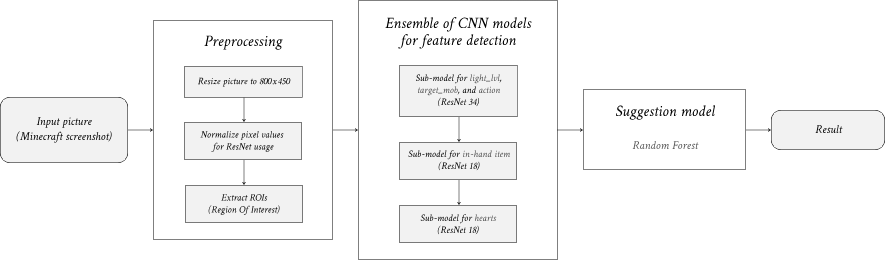 Input picture
(Minecraft screenshot)
Preprocessing
Resize picture to 800x450
Normalize pixel values
for ResNet usage
Extract ROIs
(Region Of Interest)
Ensemble of CNN models
for feature detection
Sub-model for light_lvl,
target_mob, and action
(ResNet 34)
Sub-model for in-hand item
(ResNet 18)
Sub-model for hearts
(ResNet 18)
Suggestion model
Random Forest
Result